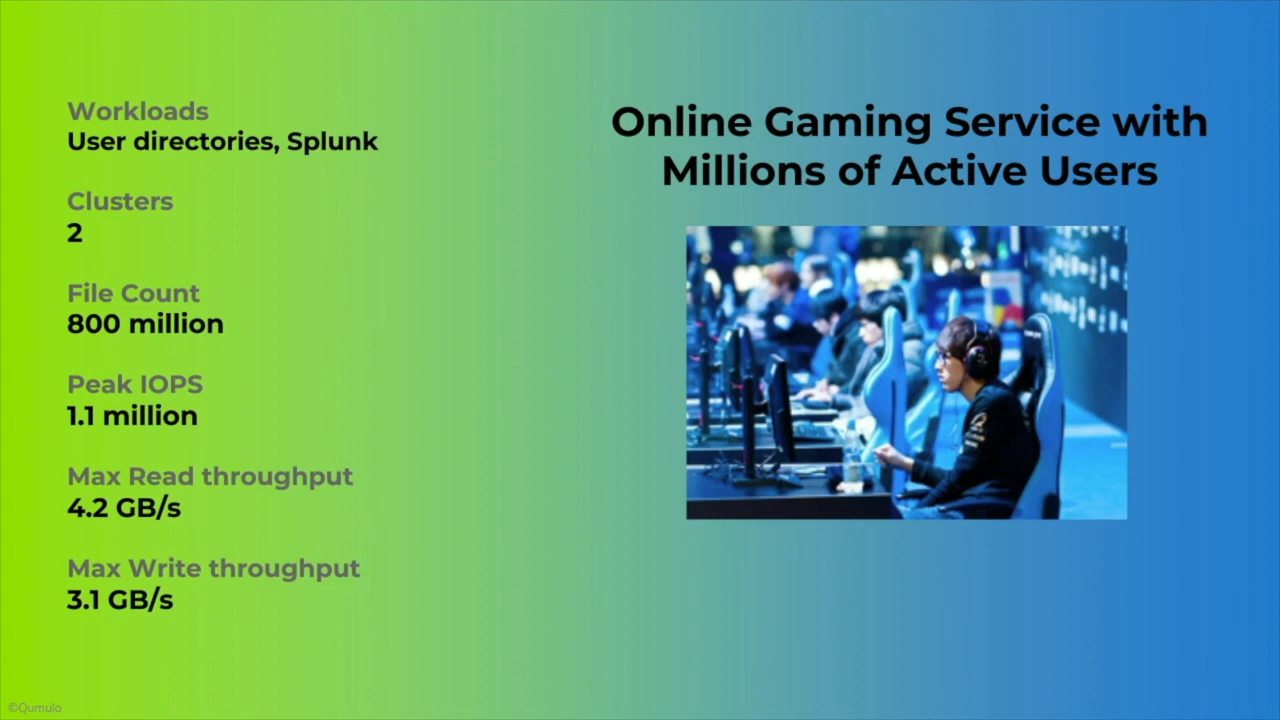 Workloads
User directories, Splunk
Clusters
2
File Count
800 million
Peak IOPS
1.1 million
Max Read throughput
4.2 GB/s
Max Write throughput
3.1 GB/s
Online Gaming Service with
Millions of Active Users
©Qumulo